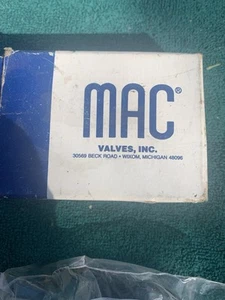 MAC®
VALVES, INC.
30569 BECK ROAD • WIXOM, MICHIGAN 48096